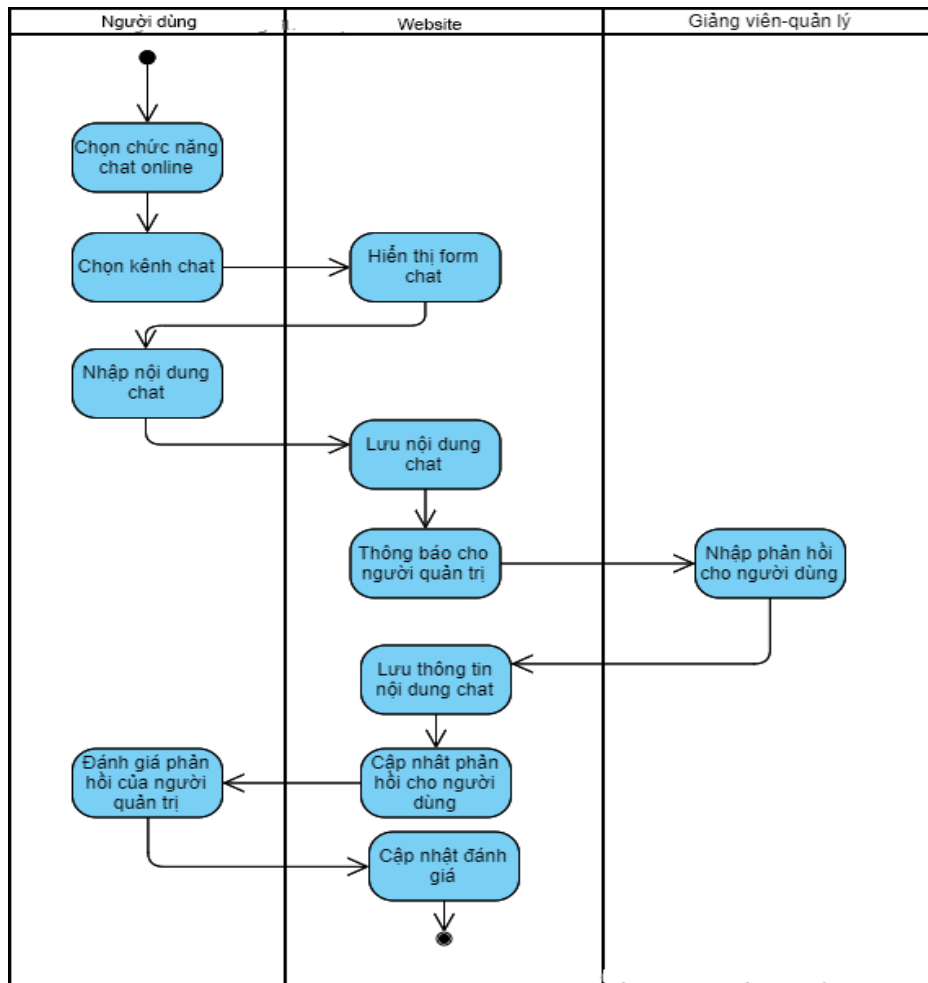 Người dùng
Website
Giảng viên-quản lý
Chọn chức năng
chat online
Chọn kênh chat
Hiển thị form
chat
Nhập nội dung
chat
Lưu nội dung
chat
Thông báo cho
người quản trị
Nhập phản hồi
cho người dùng
Lưu thông tin
nội dung chat
Đánh giá phản
hồi của người
quản trị
Cập nhât phản
hồi cho người
dùng
Cập nhật đánh
giá